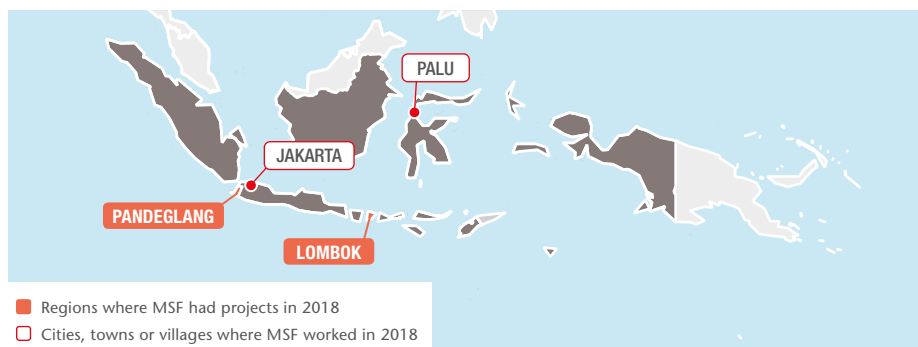 PALU
JAKARTA
PANDEGLANG
LOMBOK
Regions where MSF had projects in 2018
Cities, towns or villages where MSF worked in 2018